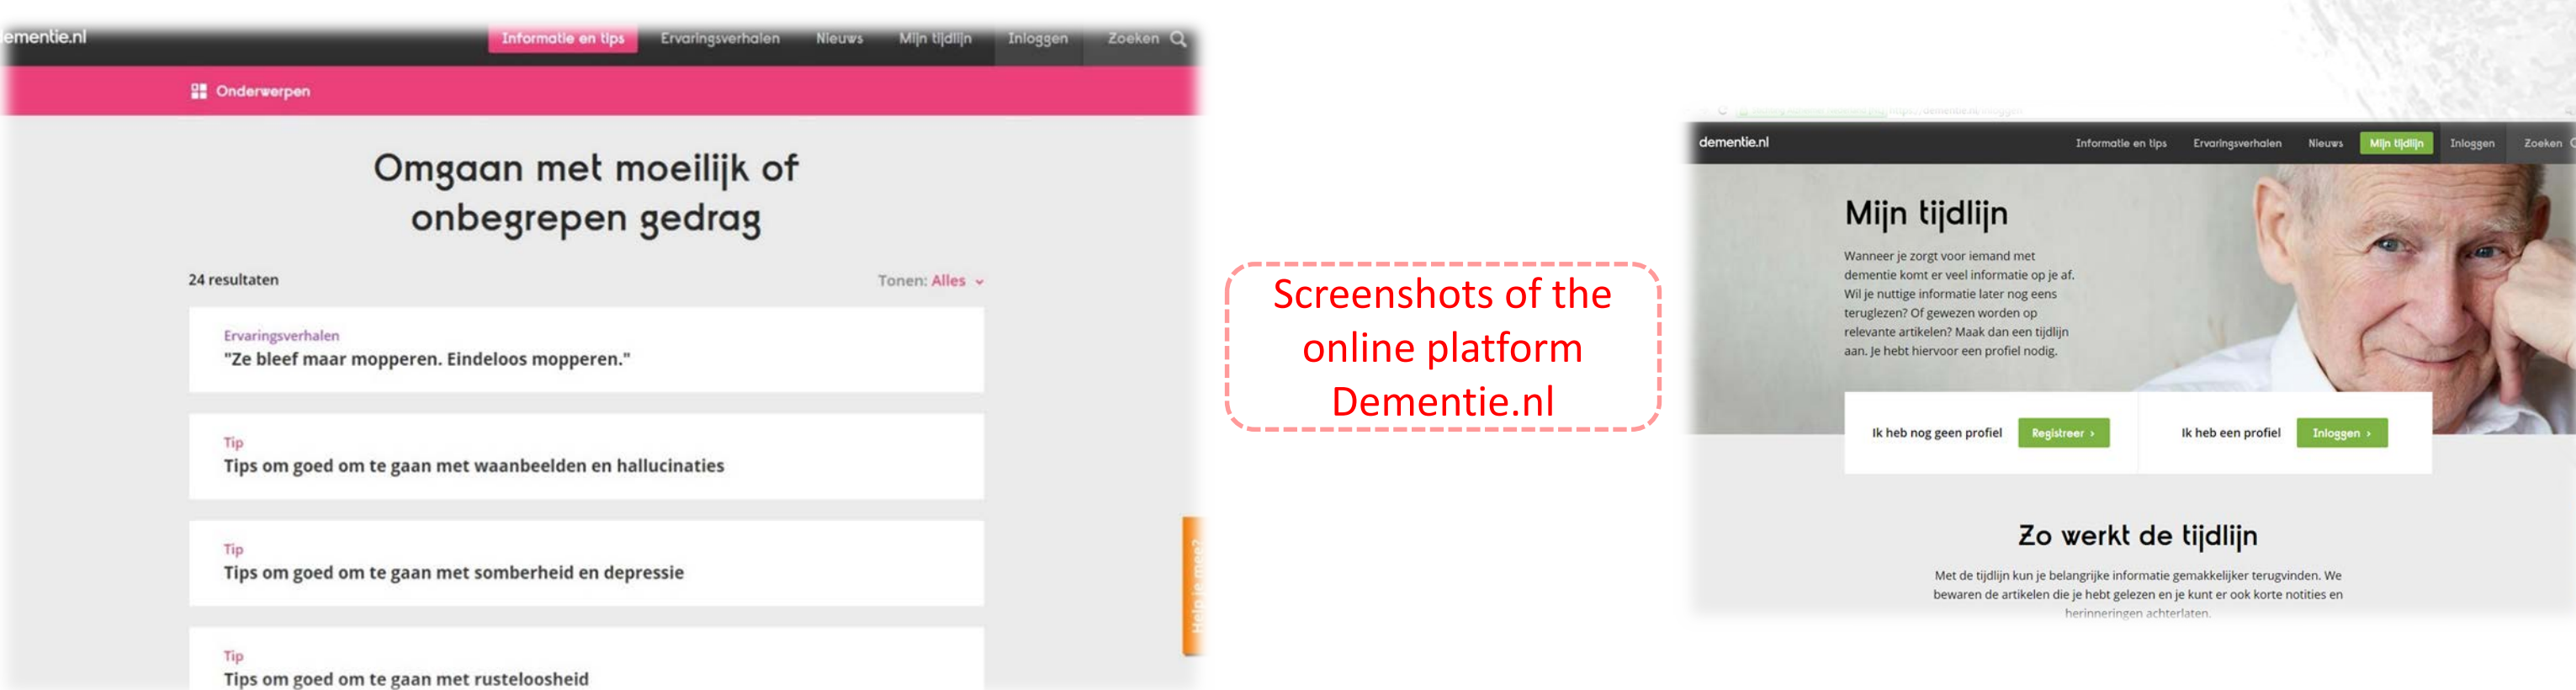 dementie.nl
Informatie en tips Ervaringsverhalen Nieuws Mijn tijdlijn Inloggen Zoeken
Onderwerpen
Omgaan met moeilijk of
onbegrepen gedrag
24 resultaten Tonen: Alles
Ervaringsverhalen
"Ze bleef maar mopperen. Eindeloos mopperen."
Tip
Tips om goed om te gaan met waanbeelden en hallucinaties
Tip
Tips om goed om te gaan met somberheid en depressie
Tip
Tips om goed om te gaan met rusteloosheid
Help je mee?
Screenshots of the
online platform
Dementie.nl
dementie.nl
Informatie en tips Ervaringsverhalen Nieuws Mijn tijdlijn Inloggen Zoeken
Mijn tijdlijn
Wanneer je zorgt voor iemand met
dementie komt er veel informatie op je af.
Wil je nuttige informatie later nog eens
teruglezen? Of gewezen worden op
relevante artikelen? Maak dan een tijdlijn
aan. Je hebt hiervoor een profiel nodig.
Ik heb nog geen profiel Registreer › Ik heb een profiel Inloggen ›
Zo werkt de tijdlijn
Met de tijdlijn kun je belangrijke informatie gemakkelijker terugvinden. We
bewaren de artikelen die je hebt gelezen en je kunt er ook korte notities en
herinneringen achterlaten.